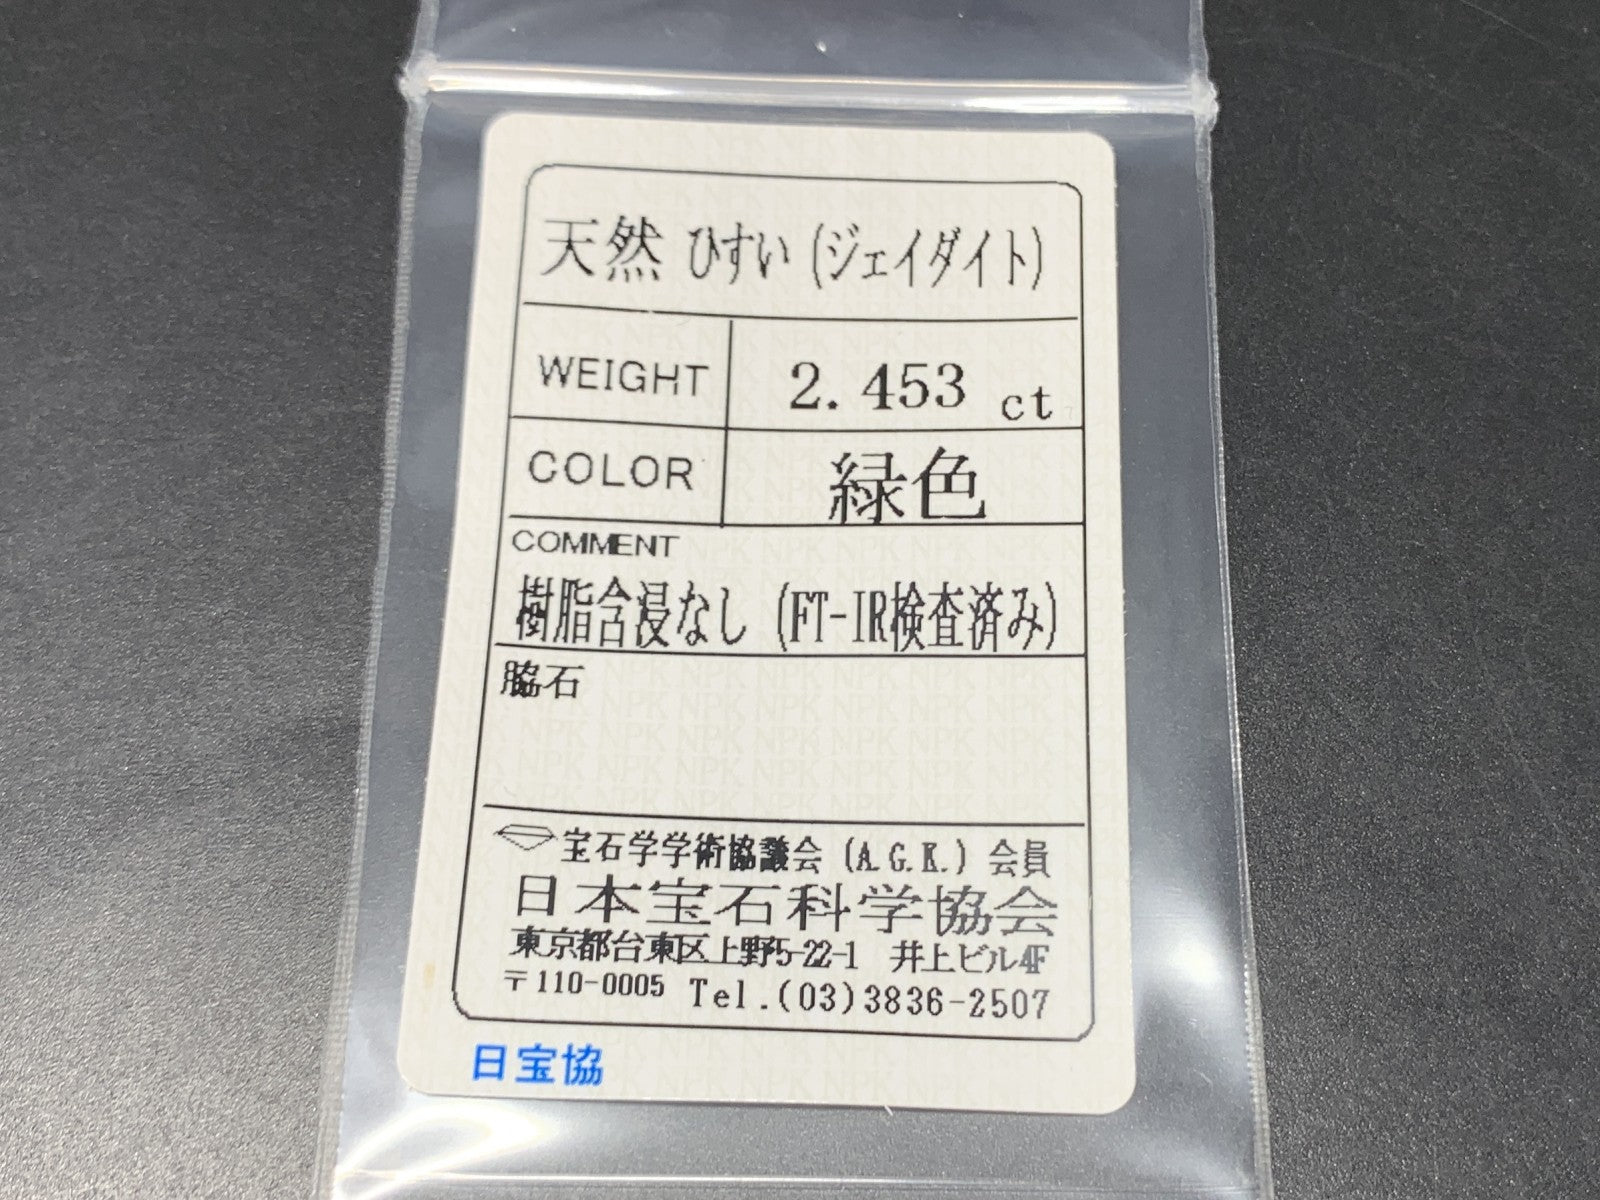 天然 ひすい (ジェイダイト)
WEIGHT 2.453 ct
COLOR 緑色
COMMENT
樹脂含浸なし (FT-IR検査済み)
脇石
宝石学学術協議会 (A.G.K.) 会員
日本宝石科学協会
東京都台東区上野5-22-1 井上ビル4F
〒110-0005 Tel.(03)3836-2507
日宝協